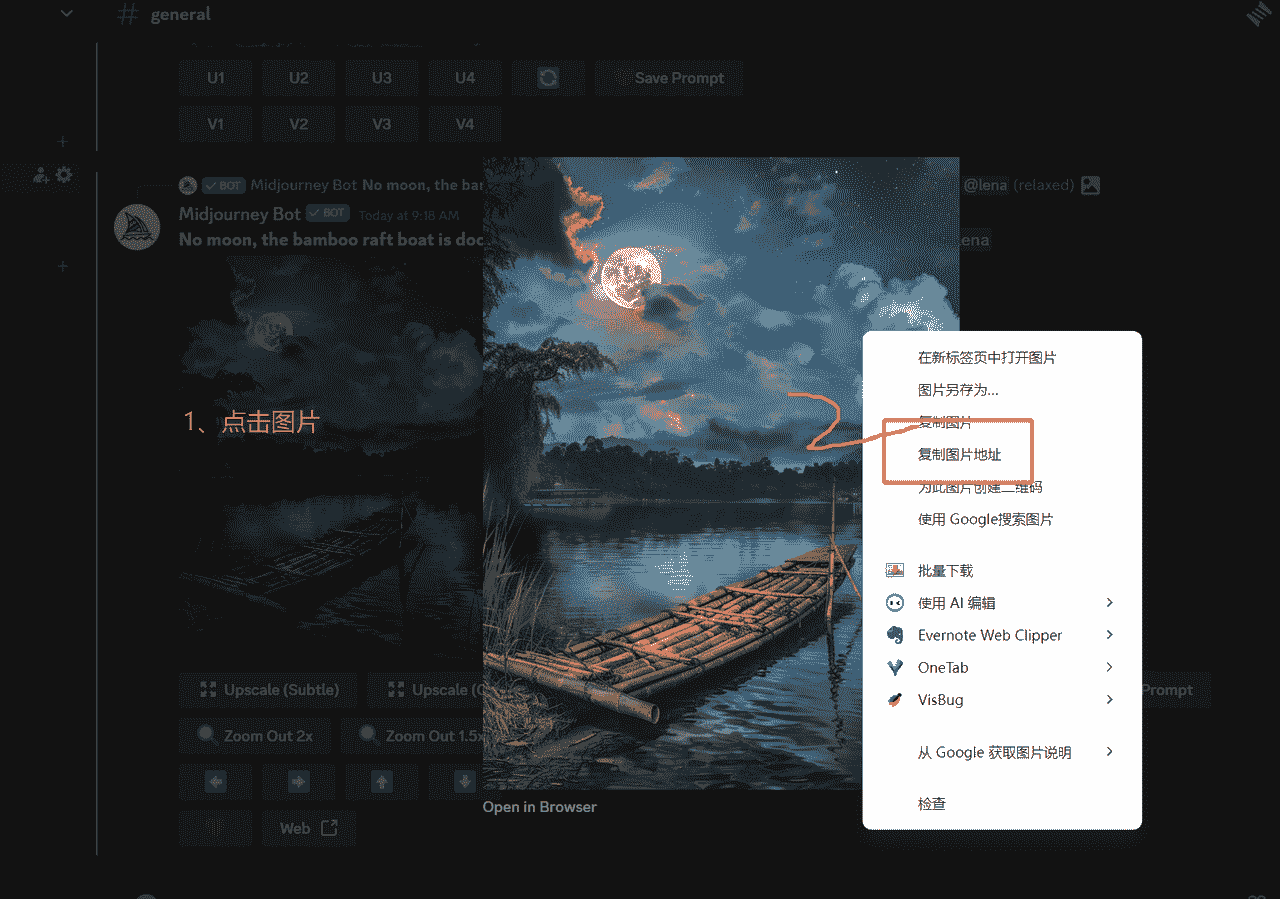 general
U1 U2 U3 U4 Save Prompt
V1 V2 V3 V4
BOT Midjourney Bot No moon, the bar @lena (relaxed)
Midjourney Bot BOT Today at 9:18 AM
No moon, the bamboo raft boat is doc ena
1、点击图片
在新标签页中打开图片
图片另存为...
复制图片
复制图片地址
为此图片创建二维码
使用 Google搜索图片
批量下载
使用 AI 编辑
Evernote Web Clipper
OneTab
VisBug
从 Google 获取图片说明
检查
Upscale (Subtle) Upscale (C Prompt
Zoom Out 2x Zoom Out 1.5x
Open in Browser
Web